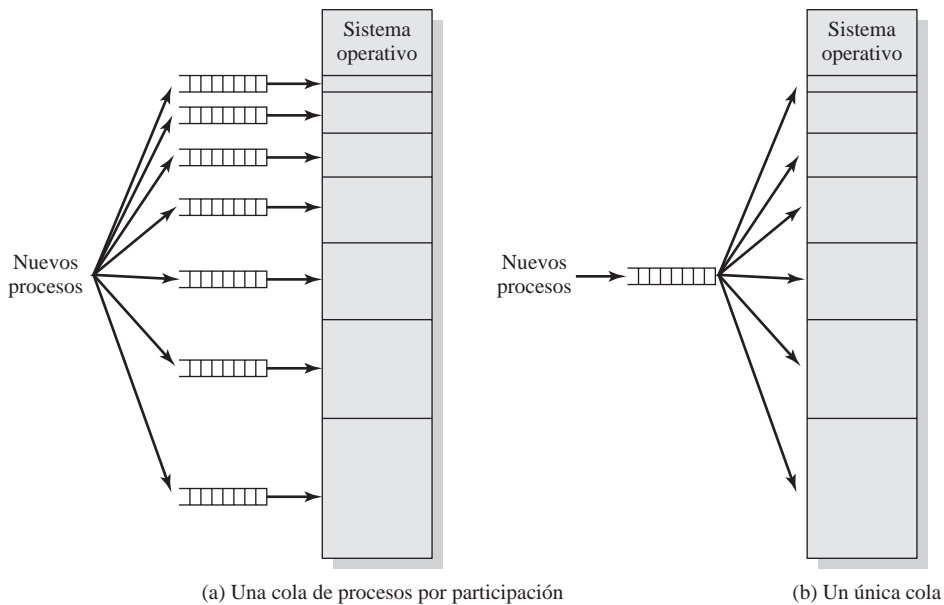 Sistema
operativo
Nuevos
procesos
(a) Una cola de procesos por participación
Sistema
operativo
Nuevos
procesos
(b) Un única cola